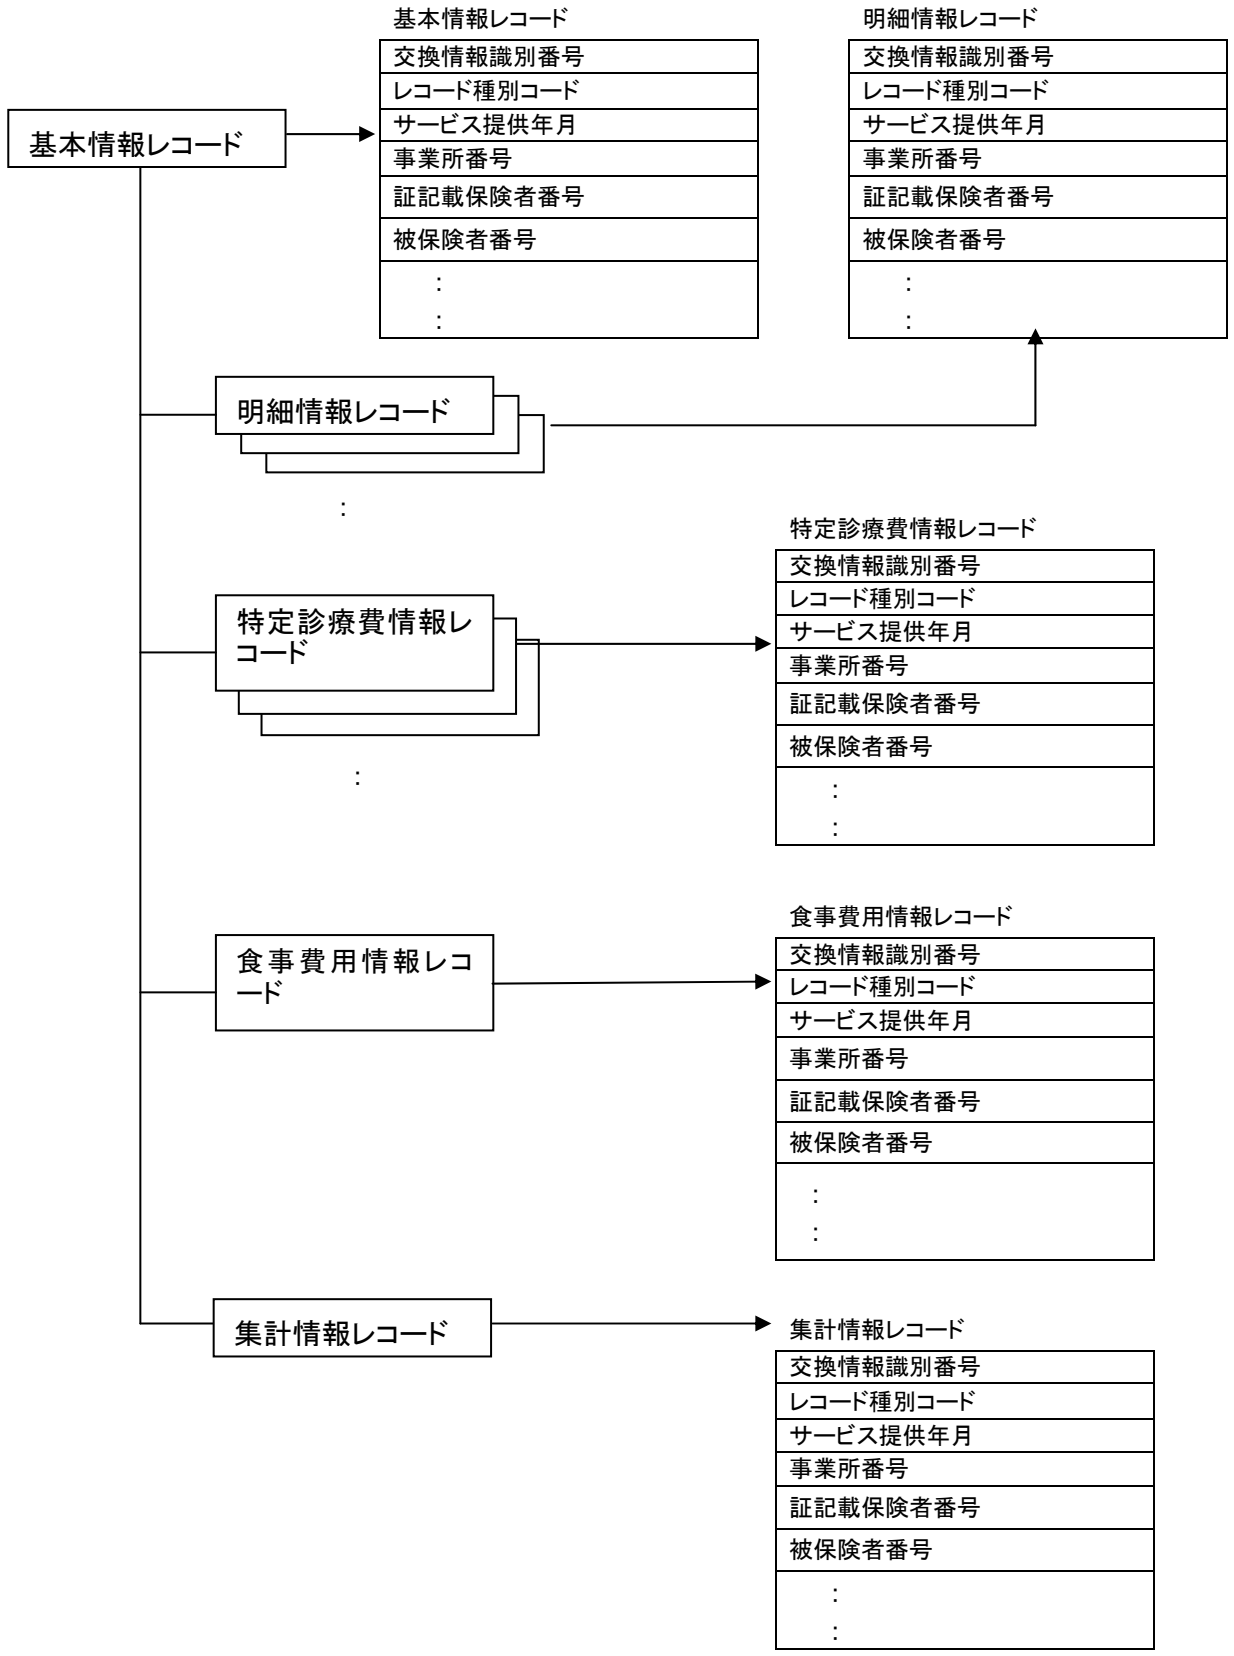 基本情報レコード
交換情報識別番号
レコード種別コード
サービス提供年月
事業所番号
証記載保険者番号
被保険者番号
:
:
明細情報レコード
交換情報識別番号
レコード種別コード
サービス提供年月
事業所番号
証記載保険者番号
被保険者番号
:
:
基本情報レコード
明細情報レコード
:
特定診療費情報レ
コード
:
特定診療費情報レコード
交換情報識別番号
レコード種別コード
サービス提供年月
事業所番号
証記載保険者番号
被保険者番号
:
:
食事費用情報レコ
ード
食事費用情報レコード
交換情報識別番号
レコード種別コード
サービス提供年月
事業所番号
証記載保険者番号
被保険者番号
:
:
集計情報レコード
集計情報レコード
交換情報識別番号
レコード種別コード
サービス提供年月
事業所番号
証記載保険者番号
被保険者番号
:
: